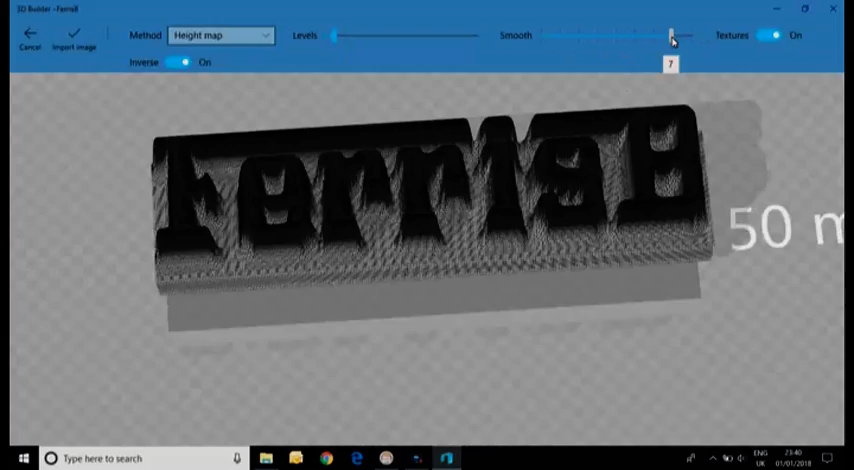 3D Builder - Ferris8
Method Height map Levels Smooth Textures On
Cancel Import image
7
Inverse On
Ferris8
50 m
Type here to search
ENG 23:40
UK 01/01/2018